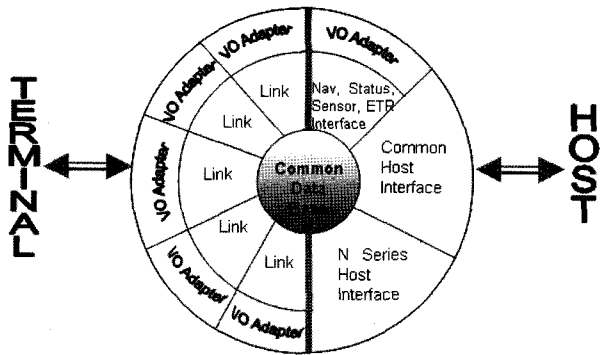 TERMINAL
I/O Adapter
I/O Adapter
I/O Adapter
I/O Adapter
I/O Adapter
I/O Adapter
Link
Link
Link
Link
Link
Nav, Status,
Sensor, ETR
Interface
Common
Data
Common
Host
Interface
N Series
Host
Interface
HOST